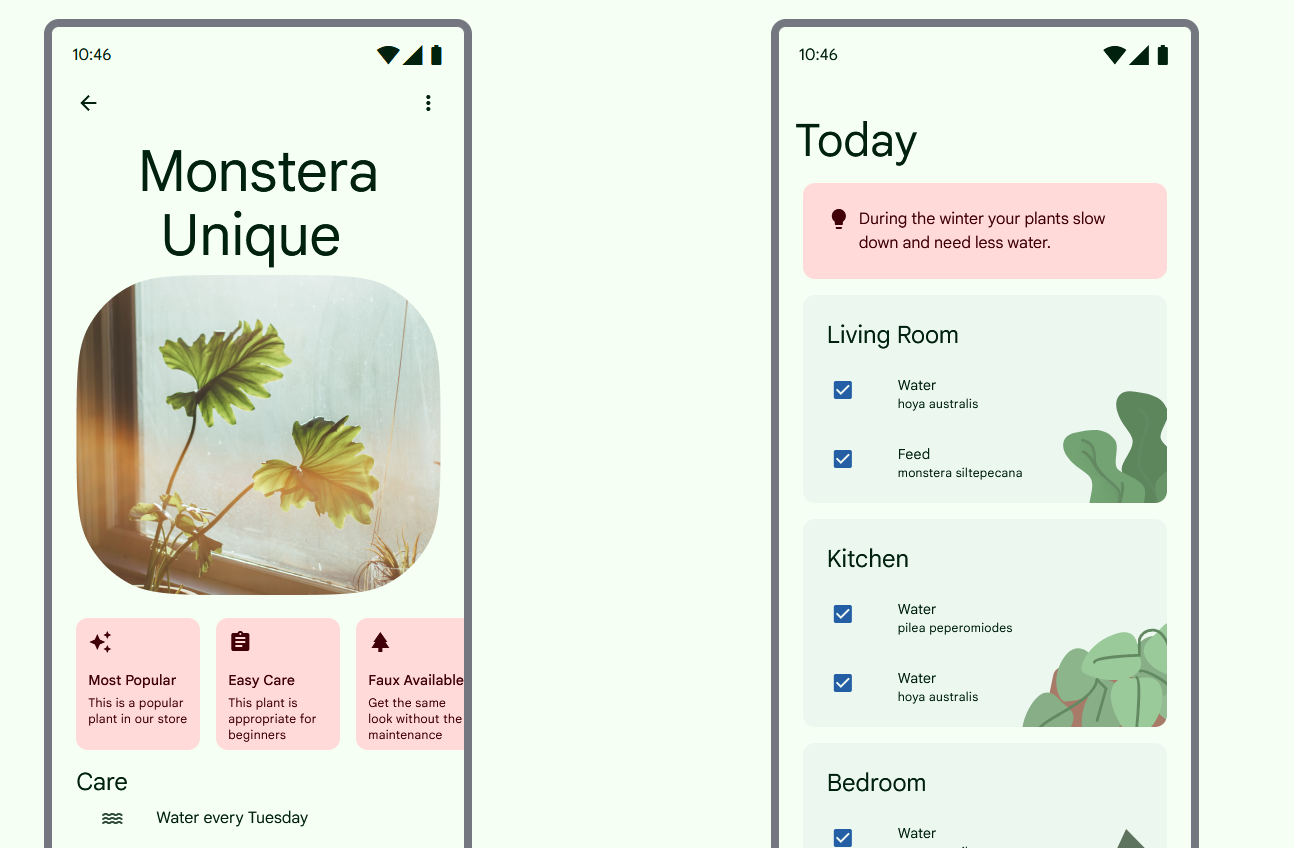 10:46
Monstera
Unique
Most Popular
This is a popular
plant in our store
Easy Care
This plant is
appropriate for
beginners
Faux Available
Get the same
look without the
maintenance
Care
Water every Tuesday
10:46
Today
During the winter your plants slow
down and need less water.
Living Room
Water
hoya australis
Feed
monstera siltepecana
Kitchen
Water
pilea peperomiodes
Water
hoya australis
Bedroom
Water